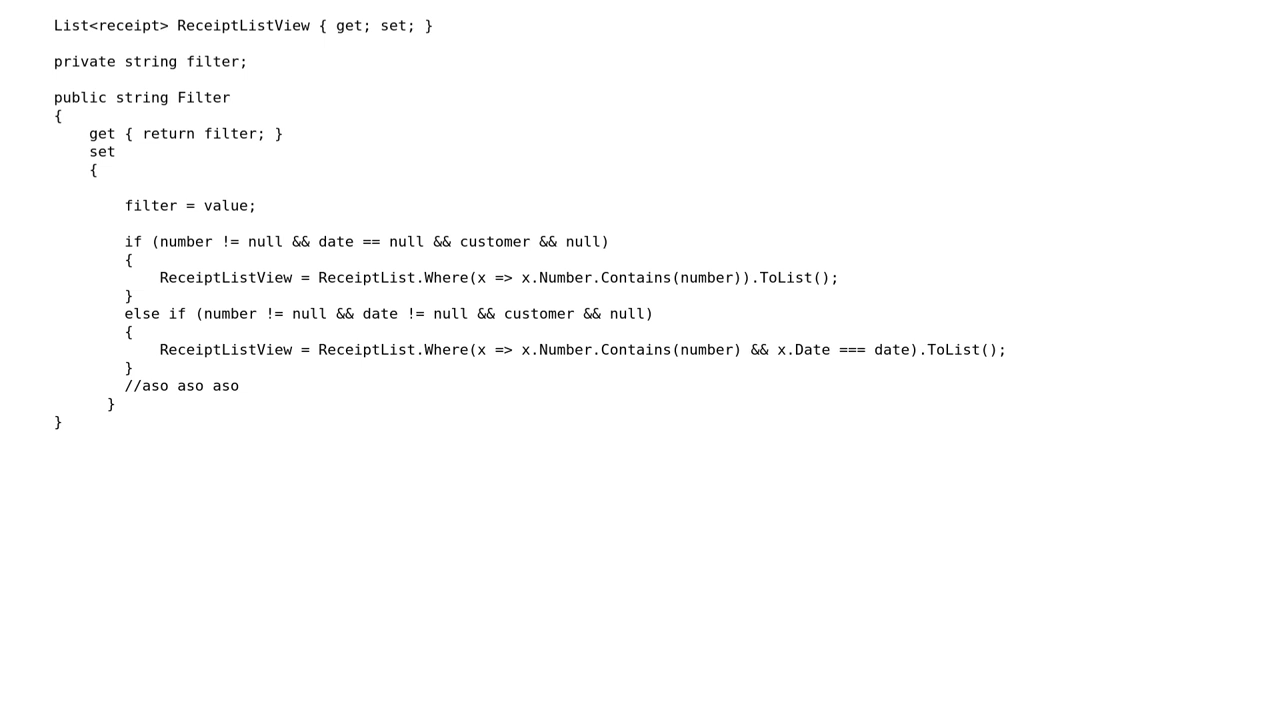 List<receipt> ReceiptListView { get; set; }
private string filter;
public string Filter
{
    get { return filter; }
    set
    {
        filter = value;
        if (number != null && date == null && customer && null)
        {
            ReceiptListView = ReceiptList.Where(x => x.Number.Contains(number)).ToList();
        }
        else if (number != null && date != null && customer && null)
        {
            ReceiptListView = ReceiptList.Where(x => x.Number.Contains(number) && x.Date === date).ToList();
        }
        //aso aso aso
      }
}